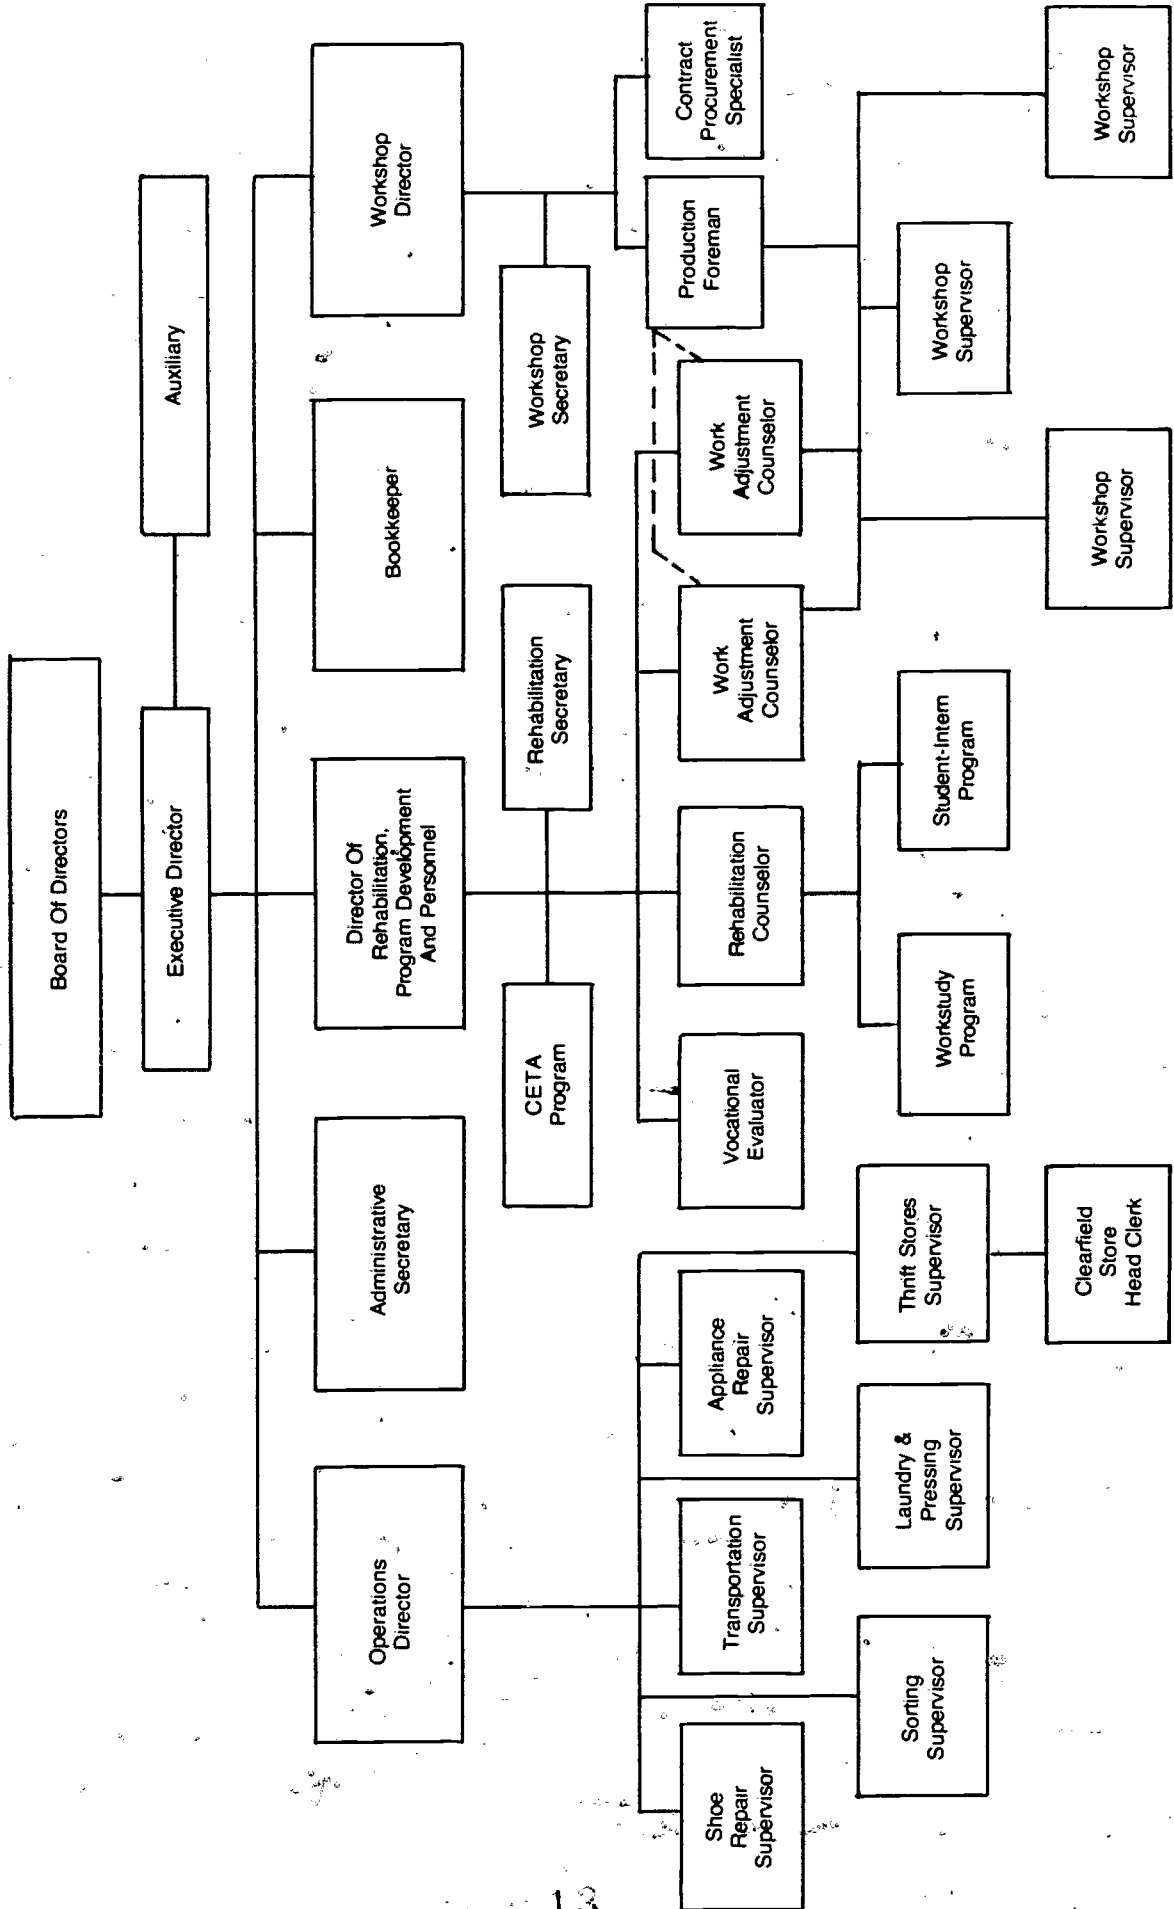 Board Of Directors
Executive Director
Auxiliary
Operations
Director
Administrative
Secretary
Director Of
Rehabilitation,
Program Development
And Personnel
Bookkeeper
Workshop
Director
CETA
Program
Rehabilitation
Secretary
Workshop
Secretary
Shoe
Repair
Supervisor
Transportation
Supervisor
Appliance
Repair
Supervisor
Vocational
Evaluator
Rehabilitation
Counselor
Work
Adjustment
Counselor
Work
Adjustment
Counselor
Production
Foreman
Contract
Procurement
Specialist
Sorting
Supervisor
Laundry &
Pressing
Supervisor
Thrift Stores
Supervisor
Workstudy
Program
Student-Intern
Program
Workshop
Supervisor
Clearfield
Store
Head Clerk
Workshop
Supervisor
Workshop
Supervisor
13